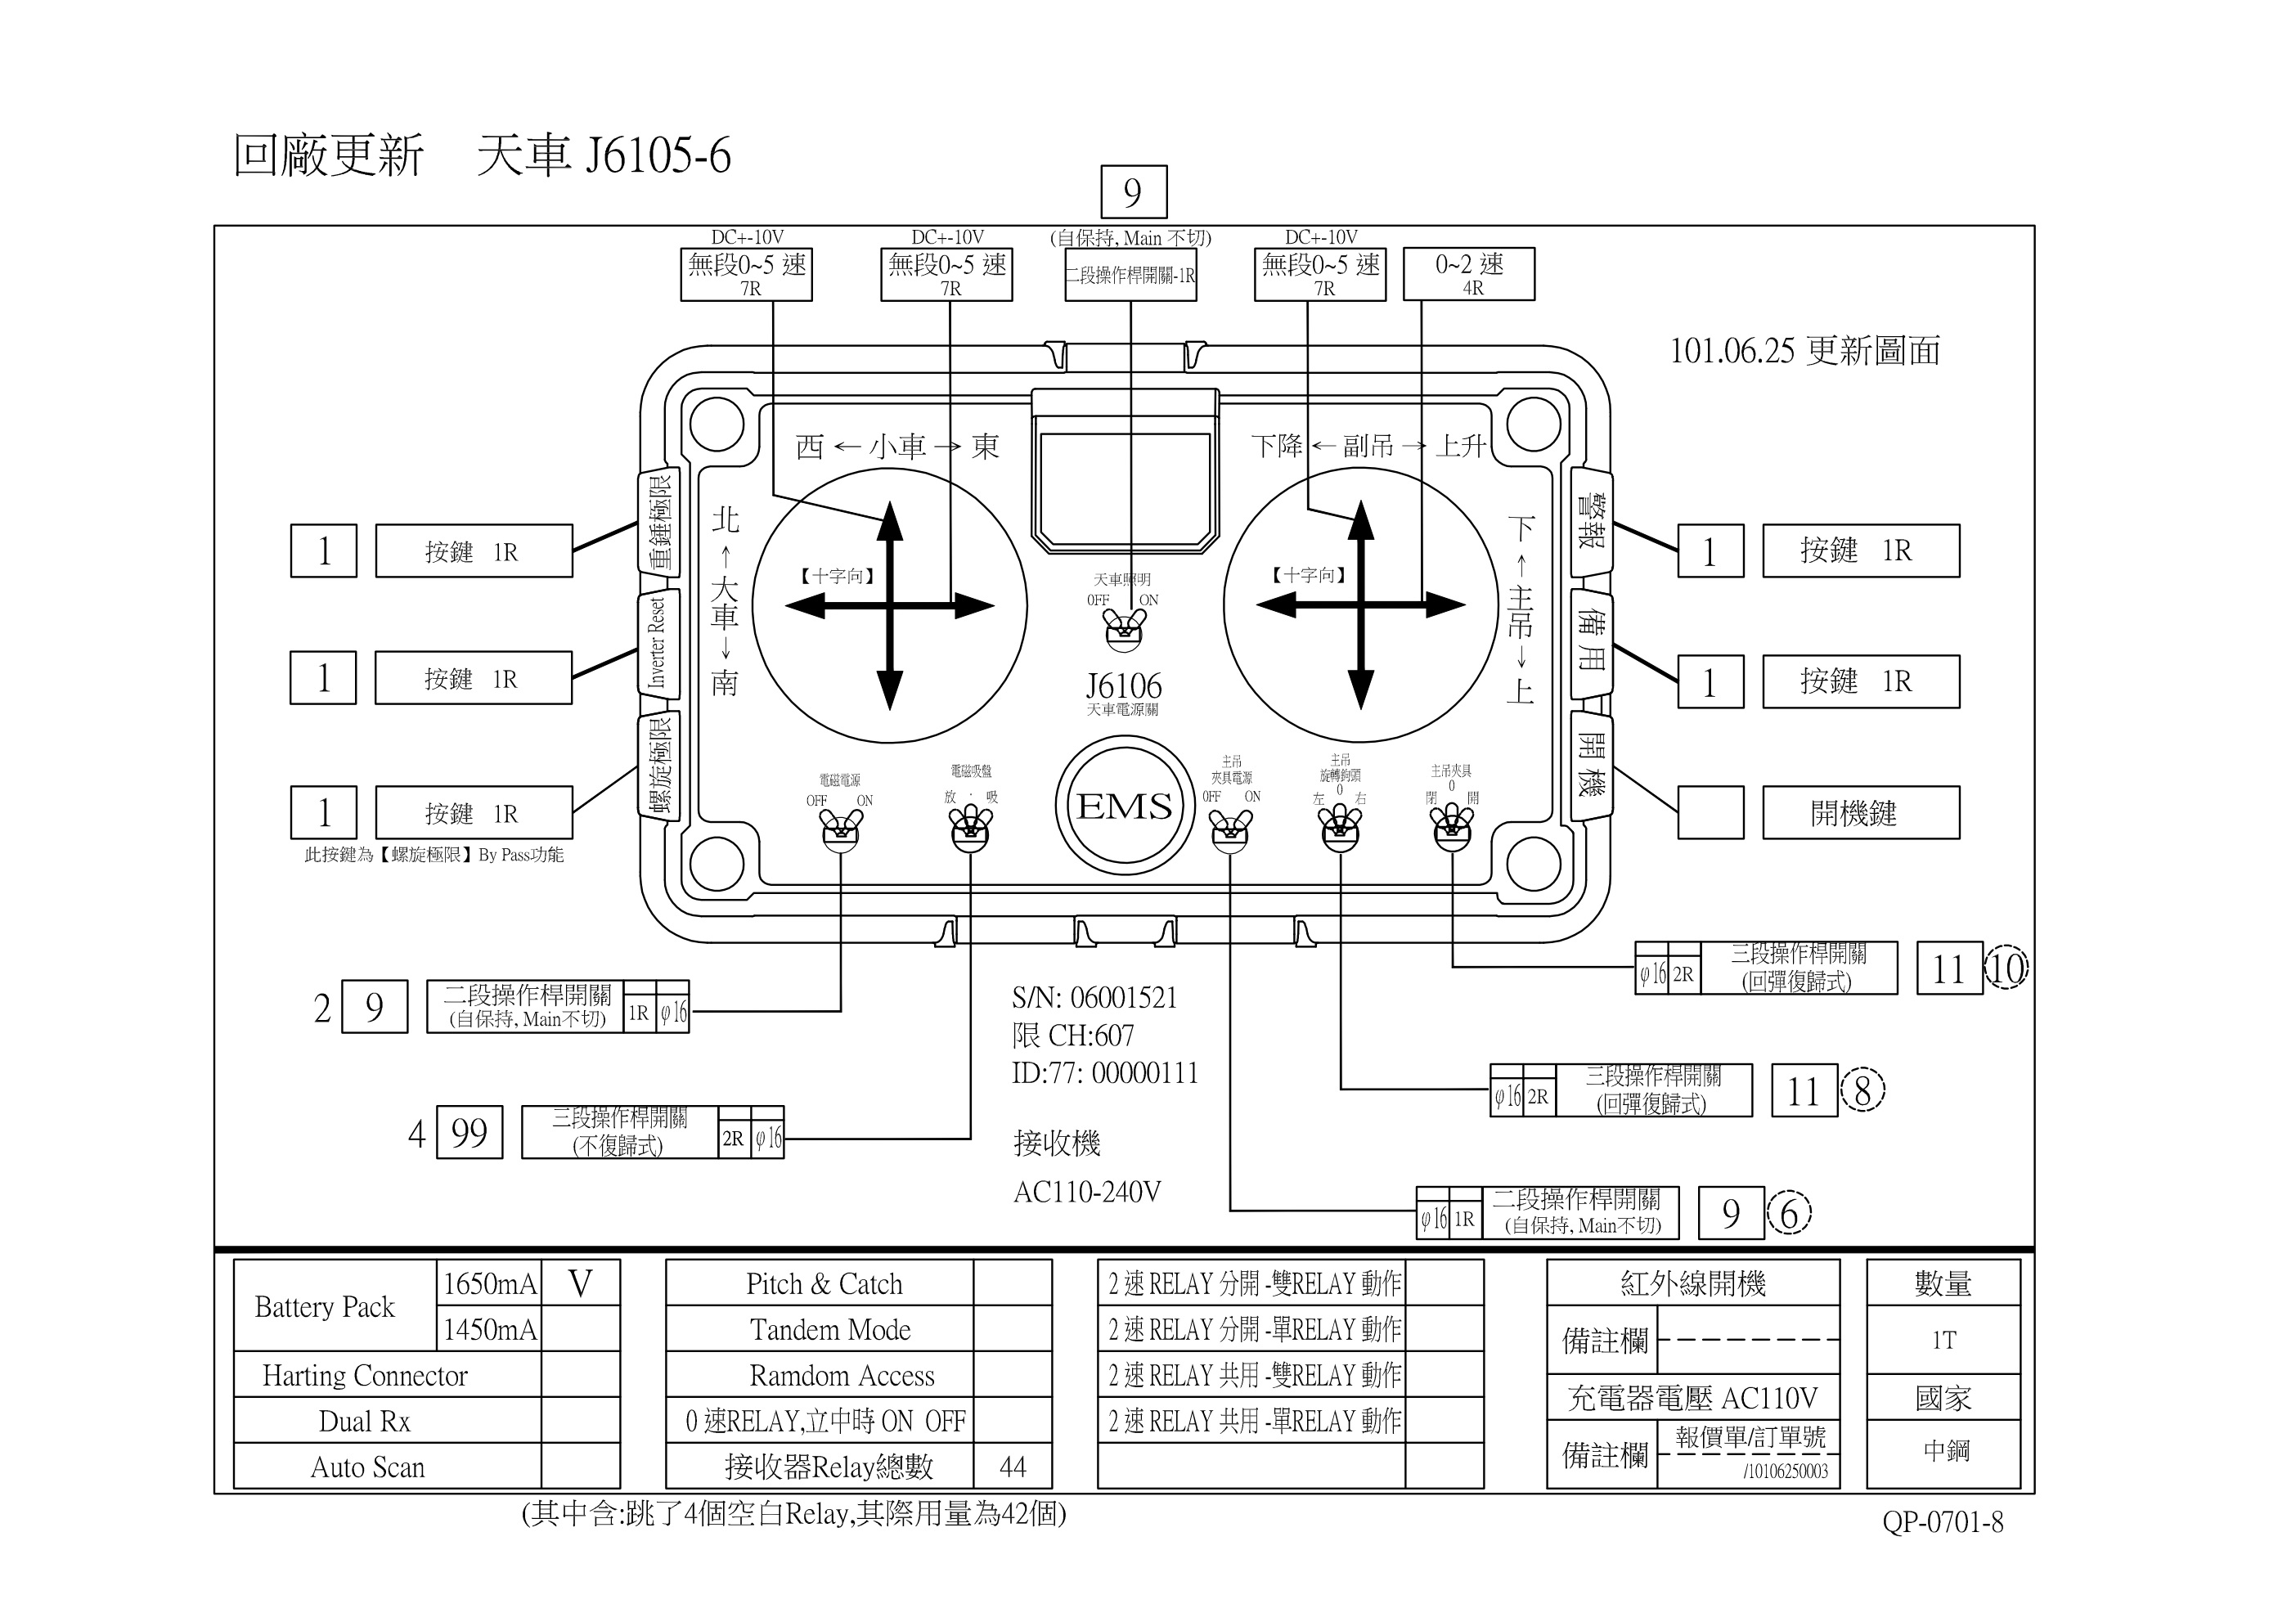 回廠更新 天車 J6105-6
9
DC+-10V
無段0~5 速
7R
DC+-10V
無段0~5 速
7R
(自保持, Main 不切)
二段操作桿開關-1R
DC+-10V
無段0~5 速
7R
0~2 速
4R
101.06.25 更新圖面
西 ← 小車 → 東
下降 ← 副吊 → 上升
北 ← 大車 → 南
下 ← 主吊 → 上
【十字向】
【十字向】
天車照明
OFF ON
J6106
天車電源關
EMS
重錘極限
Inverter Reset
螺旋極限
警報
備用
開機
1 按鍵 1R
1 按鍵 1R
1 按鍵 1R
此按鍵為【螺旋極限】By Pass功能
1 按鍵 1R
1 按鍵 1R
開機鍵
電磁電源
OFF ON
電磁吸盤
放 · 吸
主吊
夾具電源
OFF ON
主吊
旋轉鉤頭
0
左 右
主吊夾具
0
閉 開
2 9 二段操作桿開關
(自保持, Main不切) 1R φ16
4 99 三段操作桿開關
(不復歸式) 2R φ16
S/N: 06001521
限 CH:607
ID:77: 00000111
接收機
AC110-240V
φ16 2R 三段操作桿開關
(回彈復歸式) 11 10
φ16 2R 三段操作桿開關
(回彈復歸式) 11 8
φ16 1R 二段操作桿開關
(自保持, Main不切) 9 6
Battery Pack 1650mA V
1450mA
Harting Connector
Dual Rx
Auto Scan
Pitch & Catch
Tandem Mode
Ramdom Access
0 速RELAY,立中時 ON OFF
接收器Relay總數 44
2 速 RELAY 分開 -雙RELAY 動作
2 速 RELAY 分開 -單RELAY 動作
2 速 RELAY 共用 -雙RELAY 動作
2 速 RELAY 共用 -單RELAY 動作
紅外線開機
備註欄
充電器電壓 AC110V
備註欄 報價單/訂單號
/10106250003
數量
1T
國家
中鋼
(其中含:跳了4個空白Relay,其際用量為42個)
QP-0701-8